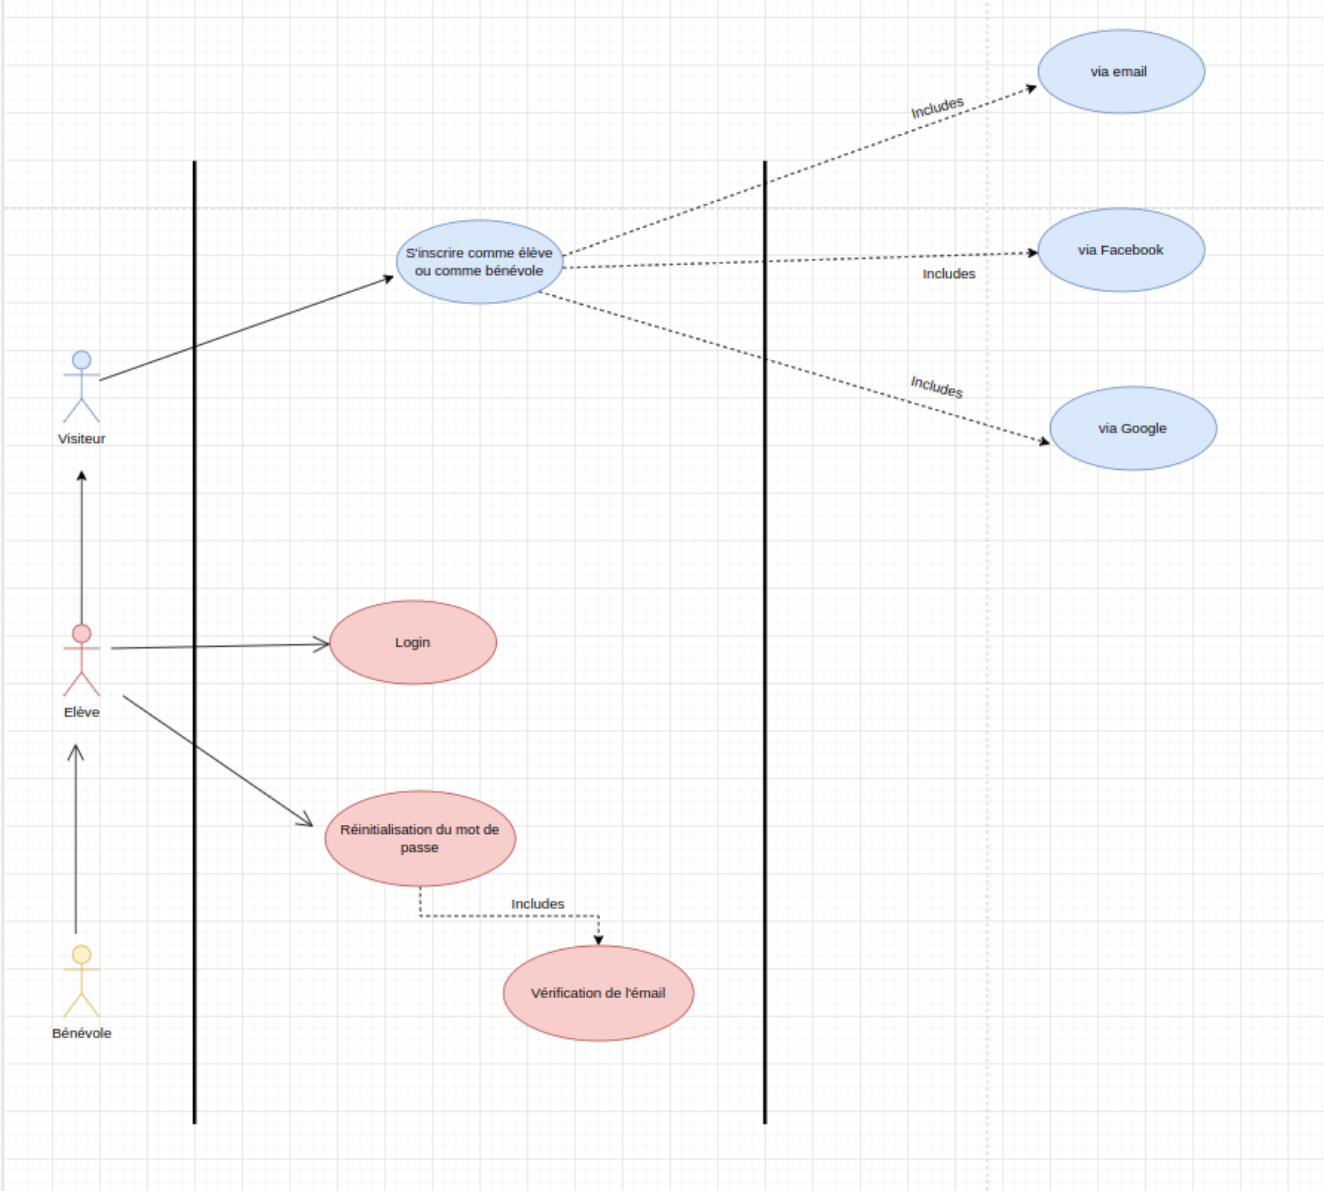 via email
Includes
S'inscrire comme élève
ou comme bénévole
via Facebook
Includes
Includes
via Google
Visiteur
Login
Elève
Réinitialisation du mot de
passe
Includes
Vérification de l'émail
Bénévole